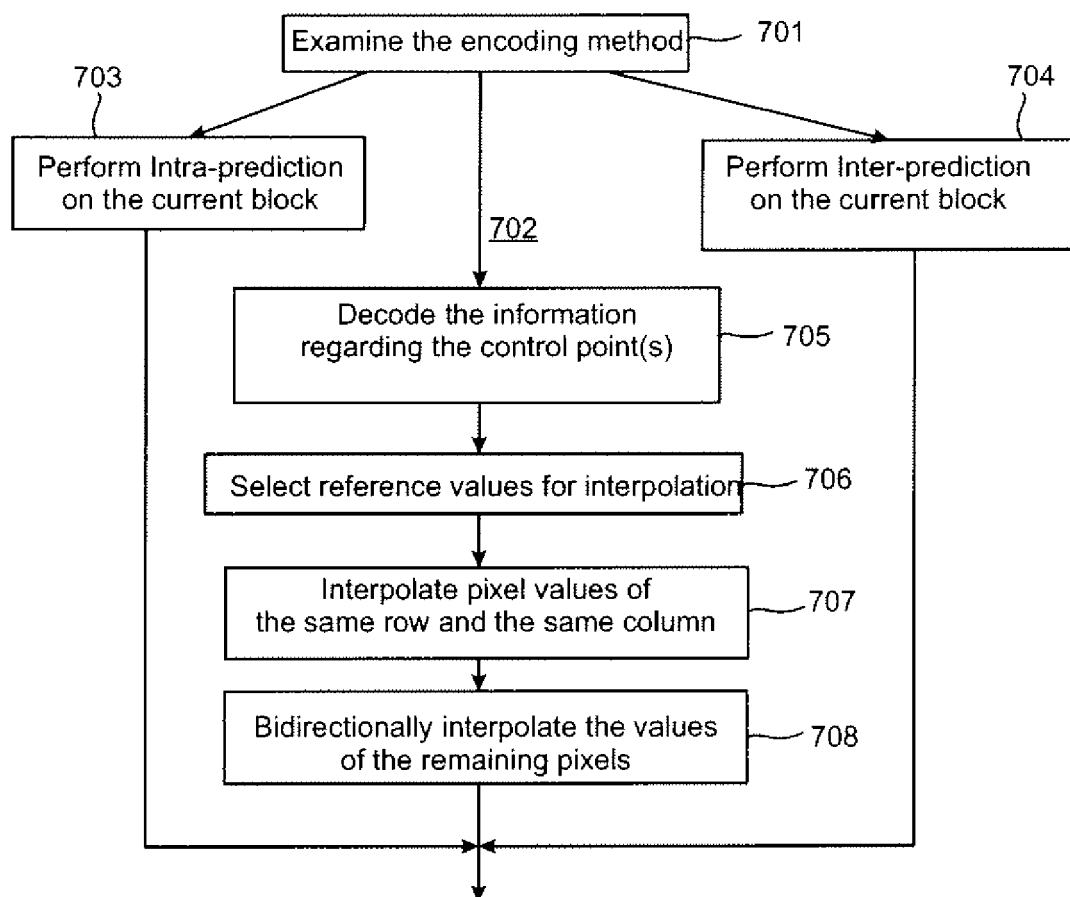 Examine the encoding method
701
703
704
Perform Intra-prediction
on the current block
Perform Inter-prediction
on the current block
702
Decode the information
regarding the control point(s)
705
Select reference values for interpolation
706
Interpolate pixel values of
the same row and the same column
707
Bidirectionally interpolate the values
of the remaining pixels
708